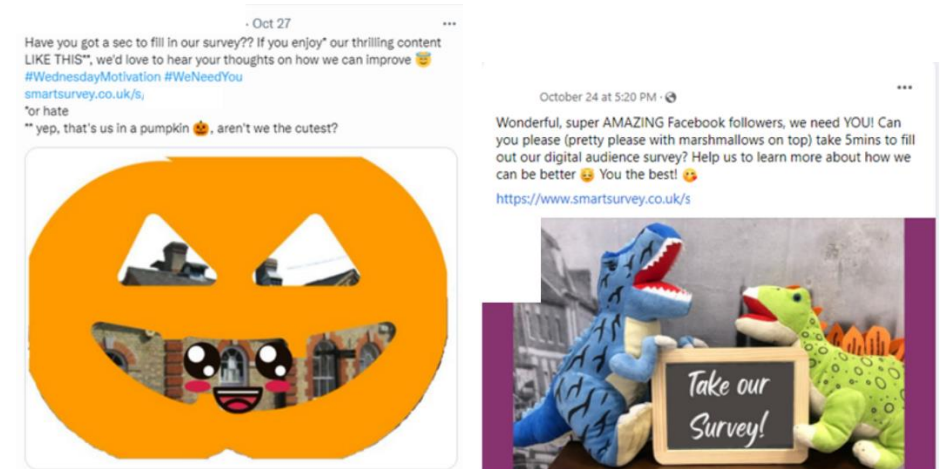 · Oct 27
Have you got a sec to fill in our survey?? If you enjoy* our thrilling content
LIKE THIS**, we'd love to hear your thoughts on how we can improve 😇
#WednesdayMotivation #WeNeedYou
smartsurvey.co.uk/s/
*or hate
** yep, that's us in a pumpkin 🎃, aren't we the cutest?
October 24 at 5:20 PM ·
Wonderful, super AMAZING Facebook followers, we need YOU! Can
you please (pretty please with marshmallows on top) take 5mins to fill
out our digital audience survey? Help us to learn more about how we
can be better 😊 You the best! 😋
https://www.smartsurvey.co.uk/s
Take our
Survey!